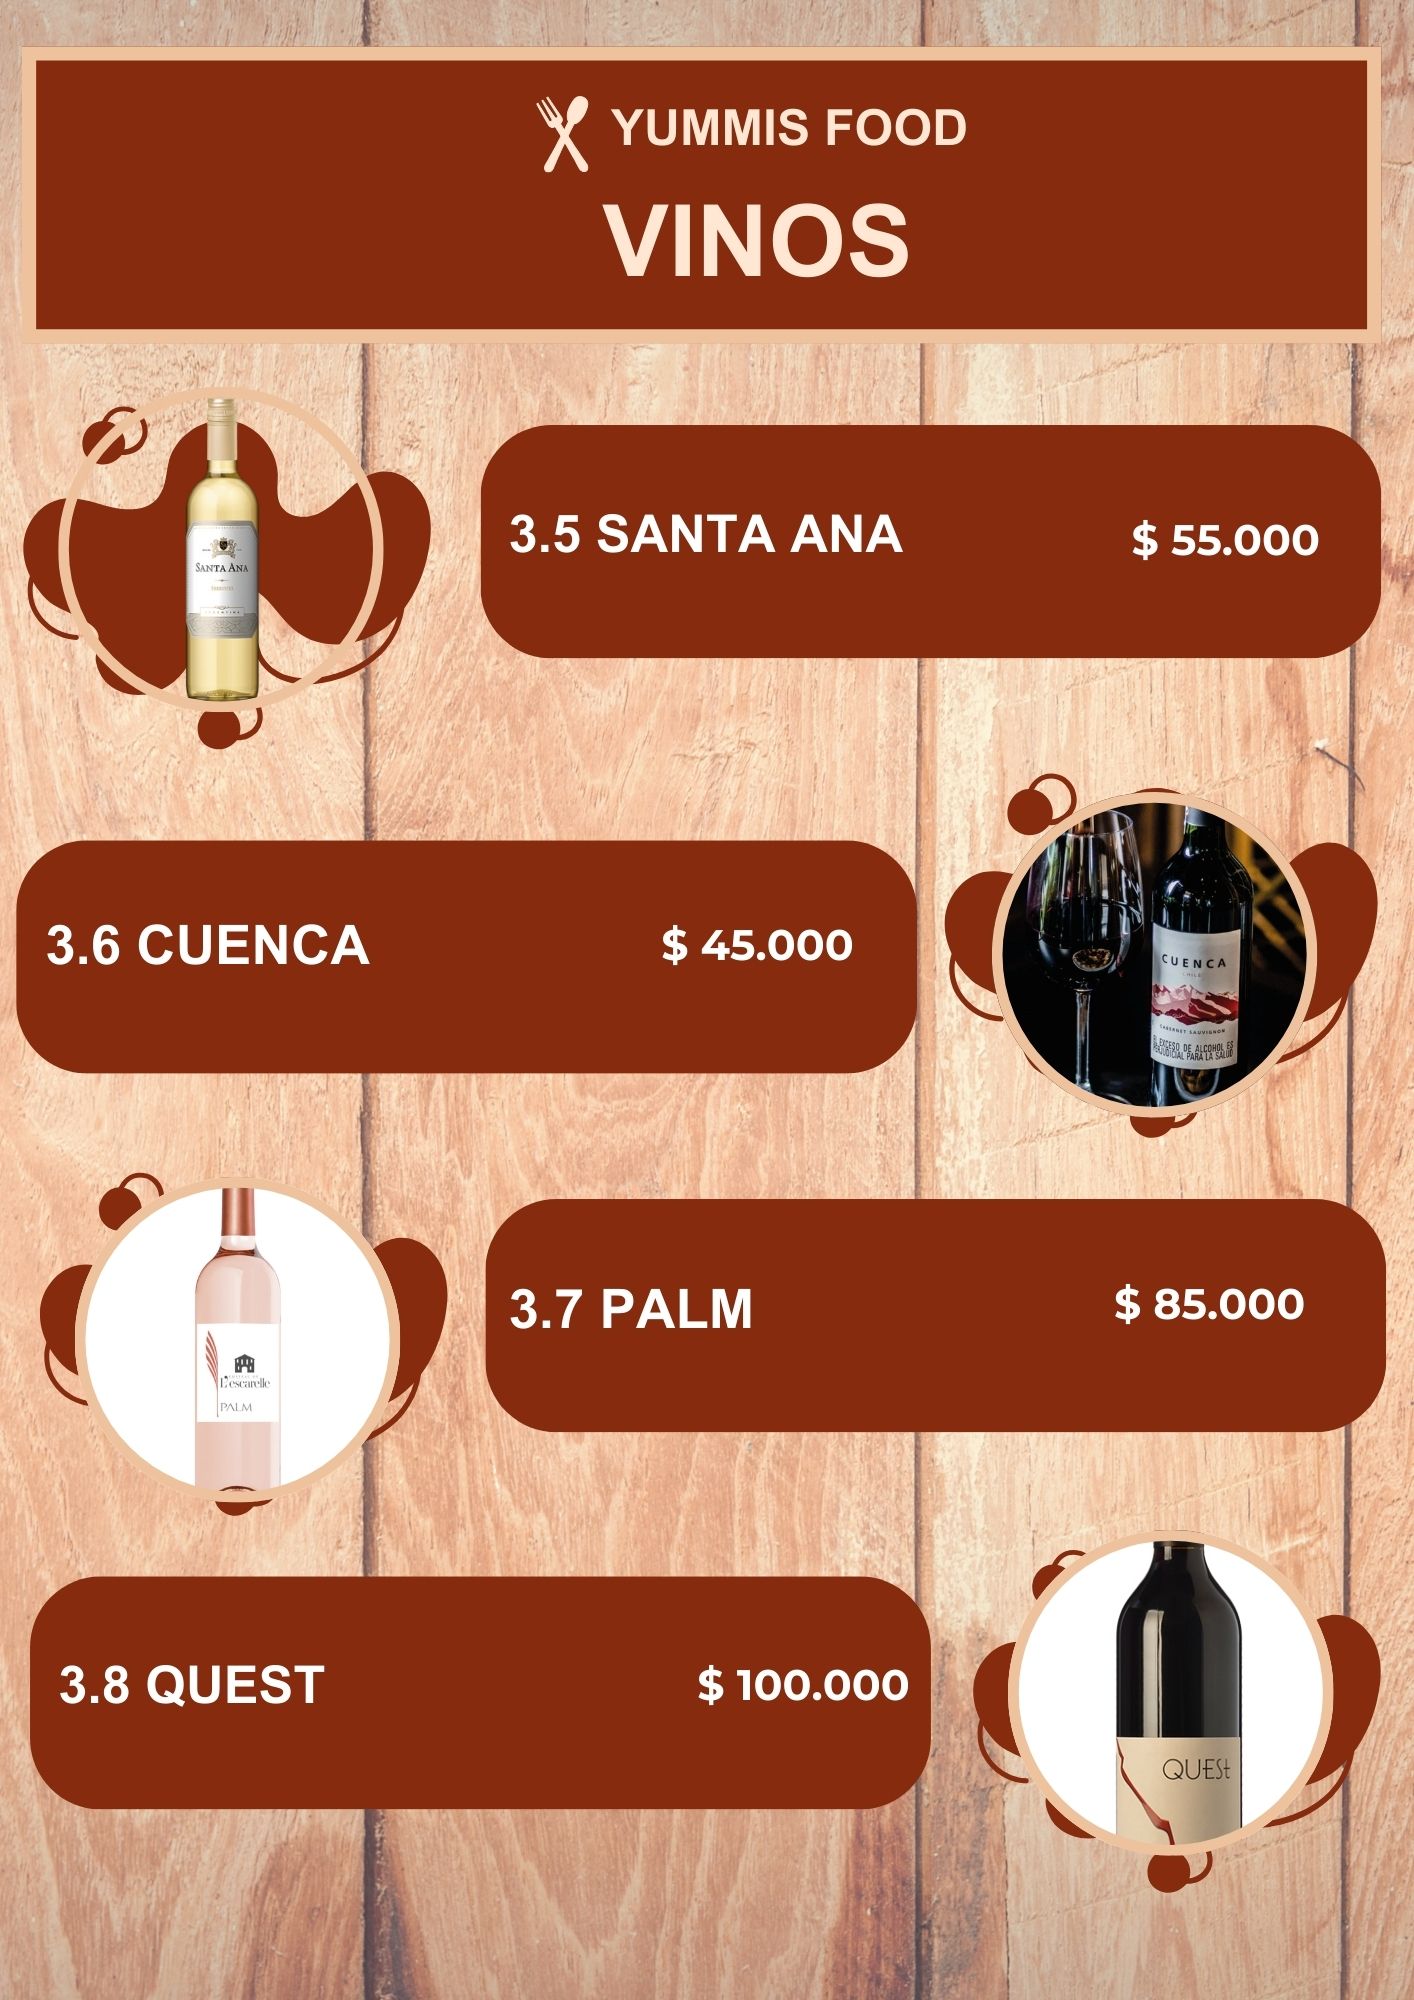 YUMMIS FOOD
VINOS
SANTA ANA
3.5 SANTA ANA
$ 55.000
3.6 CUENCA
$ 45.000
CUENCA
CHILE
CABERNET SAUVIGNON
EL EXCESO DE ALCOHOL ES
PERJUDICIAL PARA LA SALUD
L'escarelle
PALM
3.7 PALM
$ 85.000
3.8 QUEST
$ 100.000
QUESt